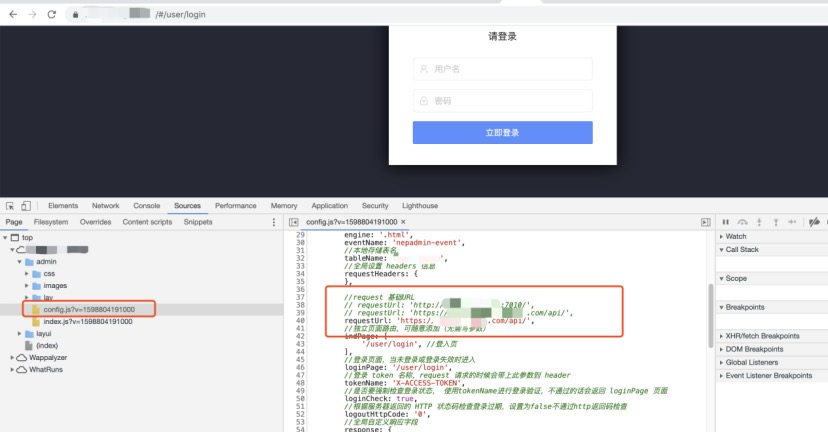 /#/user/login
请登录
用户名
密码
立即登录
Elements Network Console Sources Performance Memory Application Security Lighthouse
Page Filesystem Overrides Content scripts Snippets
config.js?v=1598804191000 ×
top
admin
css
images
lay
config.js?v=1598804191000
index.js?v=1598804191000
layui
(index)
Wappalyzer
WhatRuns
29 engine: '.html',
30 eventName: 'nepadmin-event',
31 //本地存储表名
32 tableName: ',
33 //全局设置 headers 信息
34 requestHeaders: {
35 },
36
37 //request 基础URL
38 // requestUrl: 'http:/ :7010/',
39 // requestUrl: 'https: .com/api/',
40 requestUrl: 'https: .com/api/',
41 //独立页面路由,可随意添加(无需写参数)
42 indPage: [
43 '/user/login', //登入页
44 ],
45 //登录页面,当未登录或登录失效时进入
46 loginPage: '/user/login',
47 //登录 token 名称,request 请求的时候会带上此参数到 header
48 tokenName: 'X-ACCESS-TOKEN',
49 //是否要强制检查登录状态, 使用tokenName进行登录验证,不通过的话会返回 loginPage 页面
50 loginCheck: true,
51 //根据服务器返回的 HTTP 状态码检查登录过期,设置为false不通过http返回码检查
52 logoutHttpCode: '0',
53 //全局自定义响应字段
54 response: {
Watch
Call Stack
Scope
Breakpoints
XHR/fetch Breakpoints
DOM Breakpoints
Global Listeners
Event Listener Breakpoints